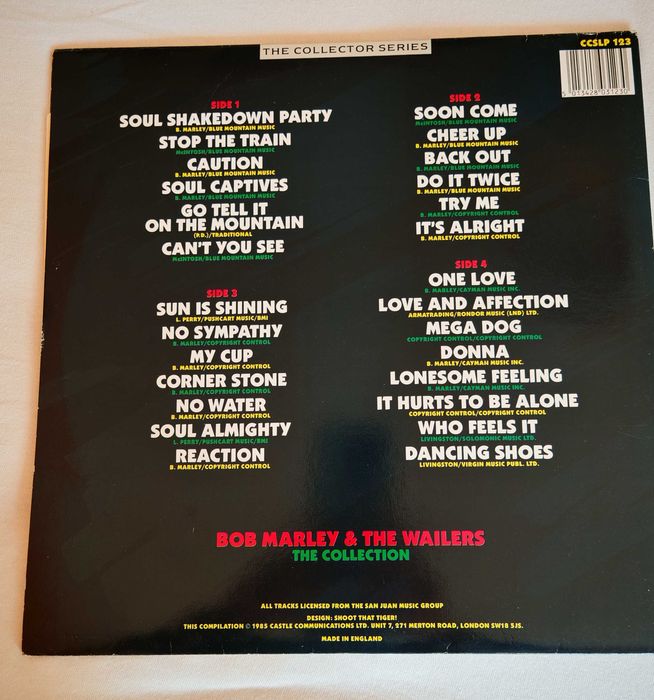 THE COLLECTOR SERIES
CCSLP 123
5 013428 031230
SIDE 1
SOUL SHAKEDOWN PARTY
B. MARLEY/BLUE MOUNTAIN MUSIC
STOP THE TRAIN
McINTOSH/BLUE MOUNTAIN MUSIC
CAUTION
B. MARLEY/BLUE MOUNTAIN MUSIC
SOUL CAPTIVES
B. MARLEY/BLUE MOUNTAIN MUSIC
GO TELL IT
ON THE MOUNTAIN
(P.D.)/TRADITIONAL
CAN'T YOU SEE
McINTOSH/BLUE MOUNTAIN MUSIC
SIDE 2
SOON COME
McINTOSH/BLUE MOUNTAIN MUSIC
CHEER UP
B. MARLEY/BLUE MOUNTAIN MUSIC
BACK OUT
B. MARLEY/BLUE MOUNTAIN MUSIC
DO IT TWICE
B. MARLEY/BLUE MOUNTAIN MUSIC
TRY ME
B. MARLEY/COPYRIGHT CONTROL
IT'S ALRIGHT
B. MARLEY/COPYRIGHT CONTROL
SIDE 3
SUN IS SHINING
L. PERRY/PUSHCART MUSIC/BMI
NO SYMPATHY
B. MARLEY/COPYRIGHT CONTROL
MY CUP
B. MARLEY/COPYRIGHT CONTROL
CORNER STONE
B. MARLEY/COPYRIGHT CONTROL
NO WATER
B. MARLEY/COPYRIGHT CONTROL
SOUL ALMIGHTY
L. PERRY/PUSHCART MUSIC/BMI
REACTION
B. MARLEY/COPYRIGHT CONTROL
SIDE 4
ONE LOVE
B. MARLEY/CAYMAN MUSIC INC.
LOVE AND AFFECTION
ARMATRADING/RONDOR MUSIC (LND) LTD.
MEGA DOG
COPYRIGHT CONTROL/COPYRIGHT CONTROL
DONNA
B. MARLEY/CAYMAN MUSIC INC.
LONESOME FEELING
B. MARLEY/CAYMAN MUSIC INC.
IT HURTS TO BE ALONE
COPYRIGHT CONTROL/COPYRIGHT CONTROL
WHO FEELS IT
LIVINGSTON/SOLOMONIC MUSIC LTD.
DANCING SHOES
LIVINGSTON/VIRGIN MUSIC PUBL. LTD.
BOB MARLEY & THE WAILERS
THE COLLECTION
ALL TRACKS LICENSED FROM THE SAN JUAN MUSIC GROUP
DESIGN: SHOOT THAT TIGER!
THIS COMPILATION © 1985 CASTLE COMMUNICATIONS LTD. UNIT 7, 271 MERTON ROAD, LONDON SW18 5JS.
MADE IN ENGLAND